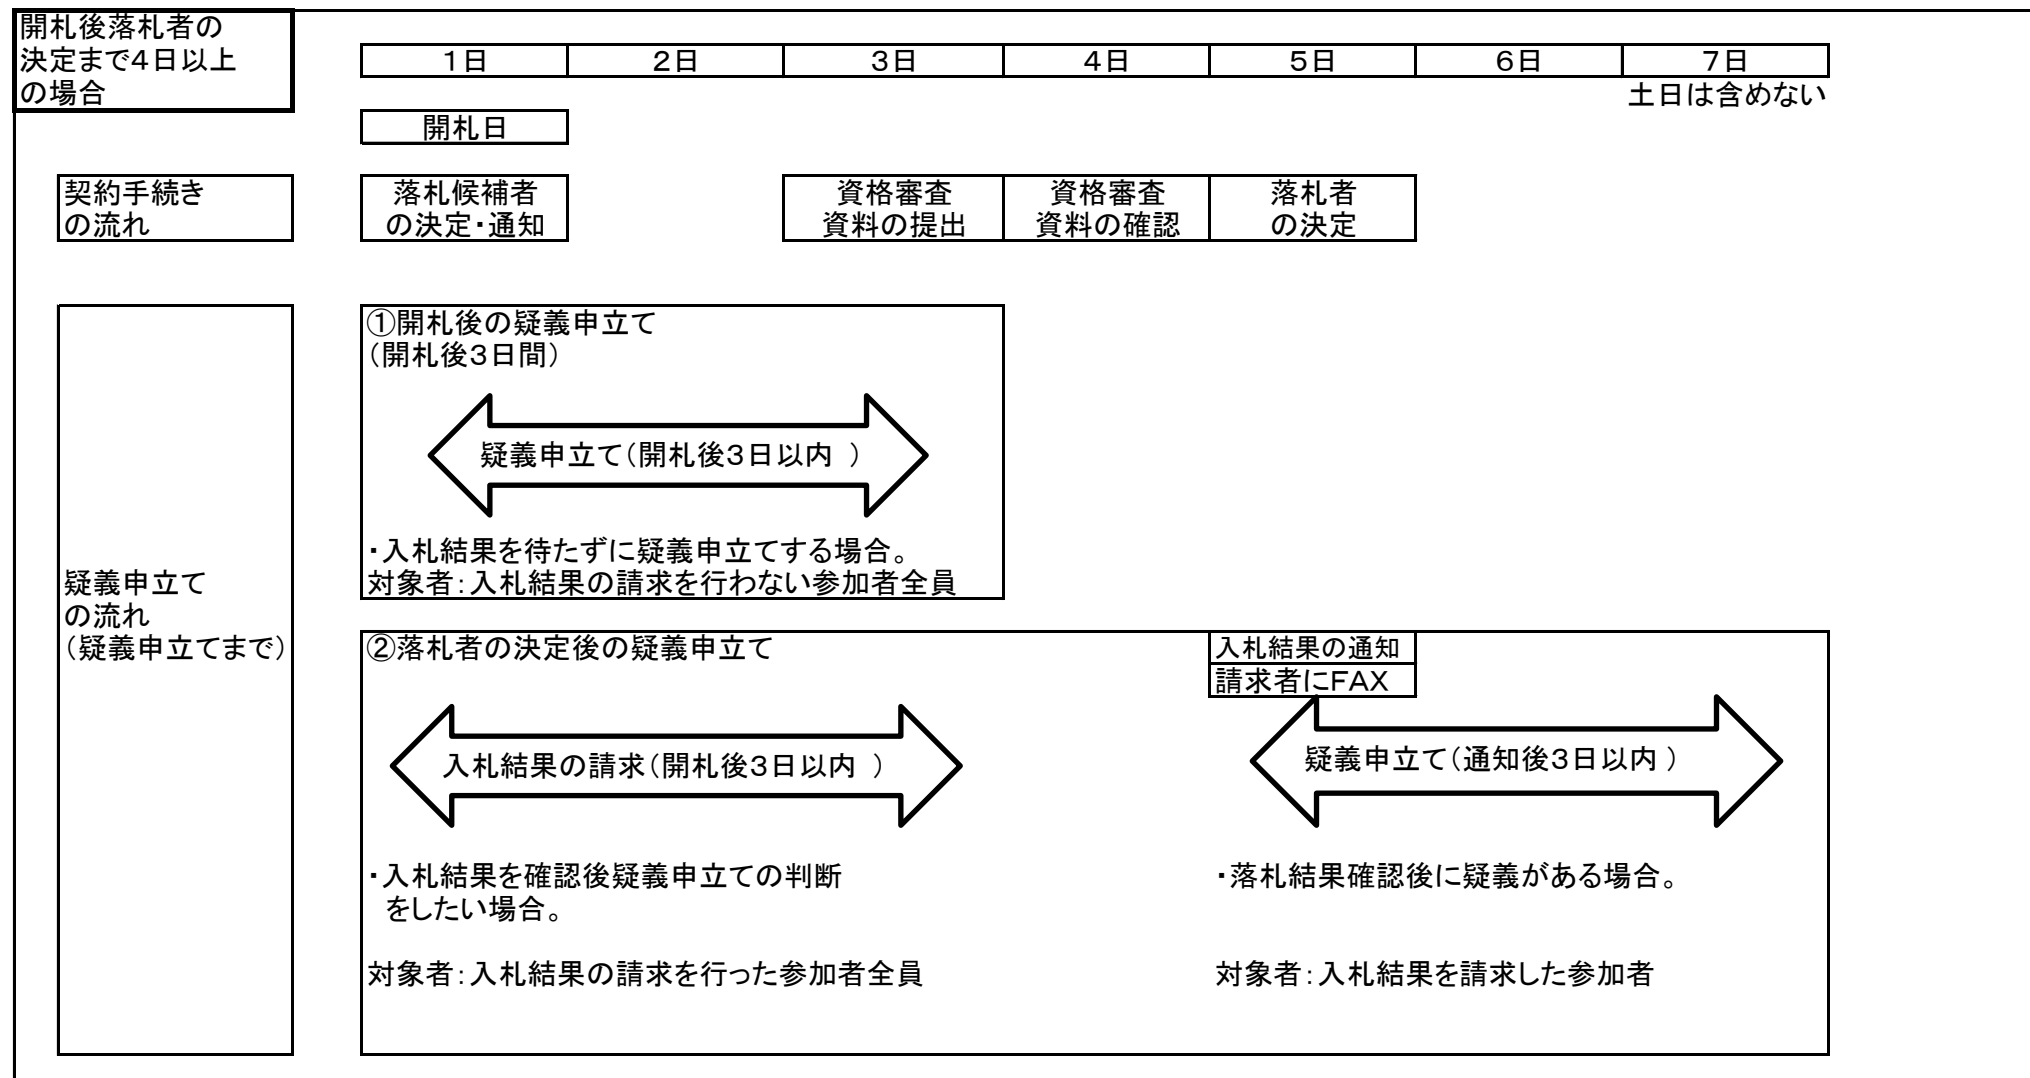 開札後落札者の
決定まで4日以上
の場合
1日 2日 3日 4日 5日 6日 7日
土日は含めない
開札日
契約手続き
の流れ
落札候補者
の決定・通知
資格審査
資料の提出
資格審査
資料の確認
落札者
の決定
疑義申立て
の流れ
(疑義申立てまで)
①開札後の疑義申立て
(開札後3日間)
疑義申立て(開札後3日以内 )
・入札結果を待たずに疑義申立てする場合。
対象者:入札結果の請求を行わない参加者全員
②落札者の決定後の疑義申立て
入札結果の通知
請求者にFAX
入札結果の請求(開札後3日以内 )
疑義申立て(通知後3日以内 )
・入札結果を確認後疑義申立ての判断
をしたい場合。
・落札結果確認後に疑義がある場合。
対象者:入札結果の請求を行った参加者全員
対象者:入札結果を請求した参加者